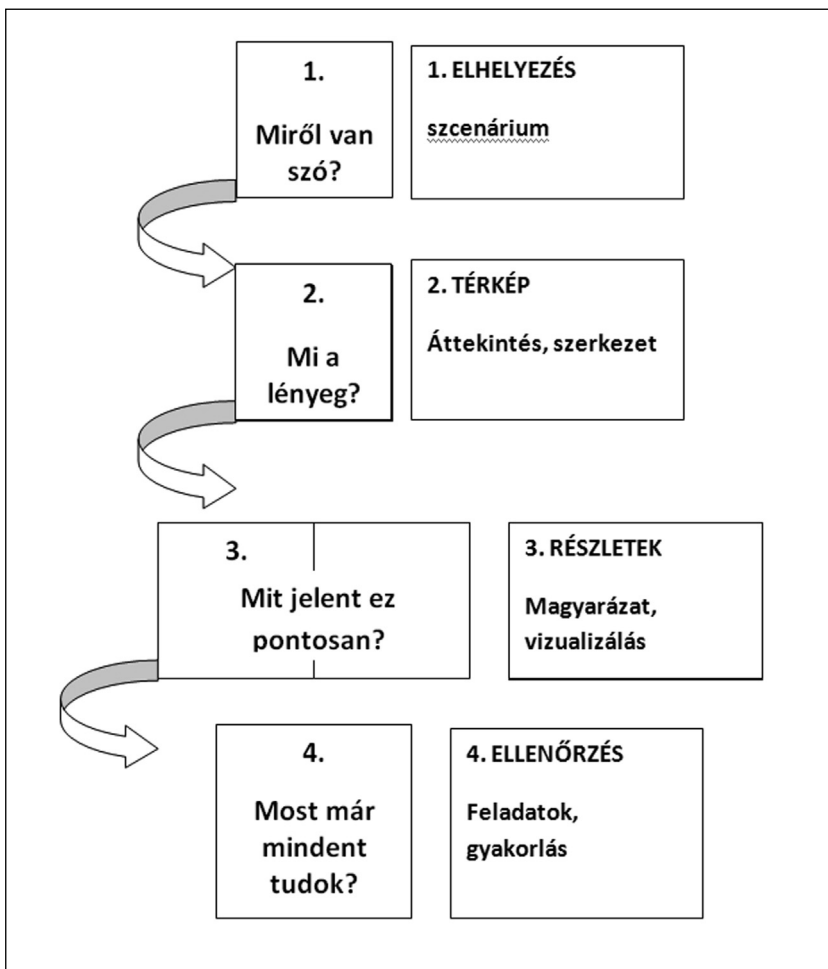 1.
Miről van
szó?
1. ELHELYEZÉS
szcenárium
2.
Mi a
lényeg?
2. TÉRKÉP
Áttekintés, szerkezet
3.
Mit jelent ez
pontosan?
3. RÉSZLETEK
Magyarázat,
vizualizálás
4.
Most már
mindent
tudok?
4. ELLENŐRZÉS
Feladatok,
gyakorlás